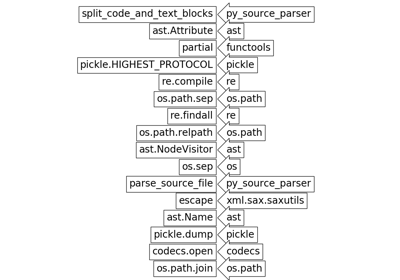 split_code_and_text_blocks py_source_parser
ast.Attribute ast
partial functools
pickle.HIGHEST_PROTOCOL pickle
re.compile re
os.path.sep os.path
re.findall re
os.path.relpath os.path
ast.NodeVisitor ast
os.sep os
parse_source_file py_source_parser
escape xml.sax.saxutils
ast.Name ast
pickle.dump pickle
codecs.open codecs
os.path.join os.path